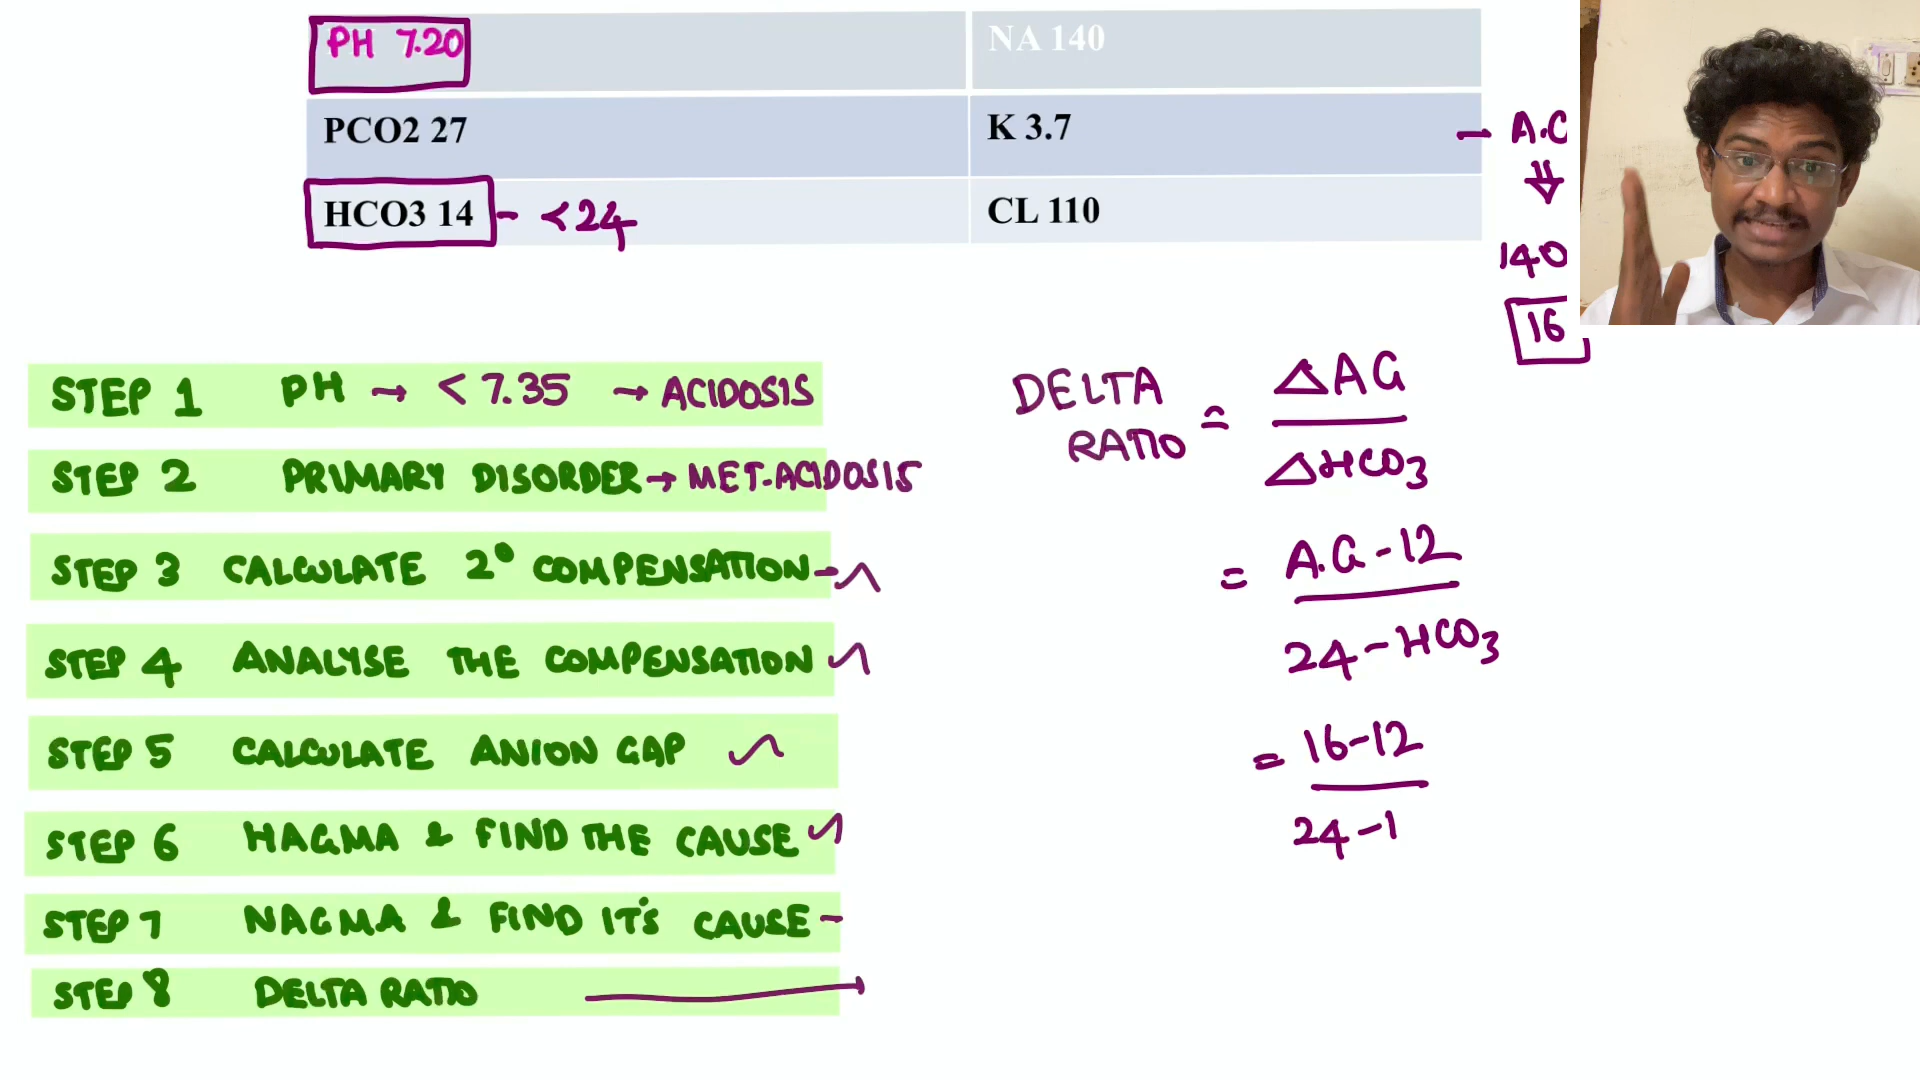 PH 7.20
NA 140
PCO2 27
K 3.7
HCO3 14 - <24
CL 110
140
16
STEP 1 PH → < 7.35 → ACIDOSIS
STEP 2 PRIMARY DISORDER → MET.ACIDOSIS
STEP 3 CALCULATE 2° COMPENSATION -
STEP 4 ANALYSE THE COMPENSATION
STEP 5 CALCULATE ANION GAP
STEP 6 HAGMA & FIND THE CAUSE
STEP 7 NAGMA & FIND IT'S CAUSE -
STEP 8 DELTA RATIO
DELTA RATIO = ΔAG
ΔHCO3
= A.G - 12
24 - HCO3
= 16-12
24 - 1